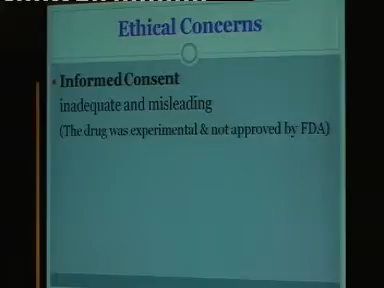 Ethical Concerns
• Informed Consent
inadequate and misleading
(The drug was experimental & not approved by FDA)